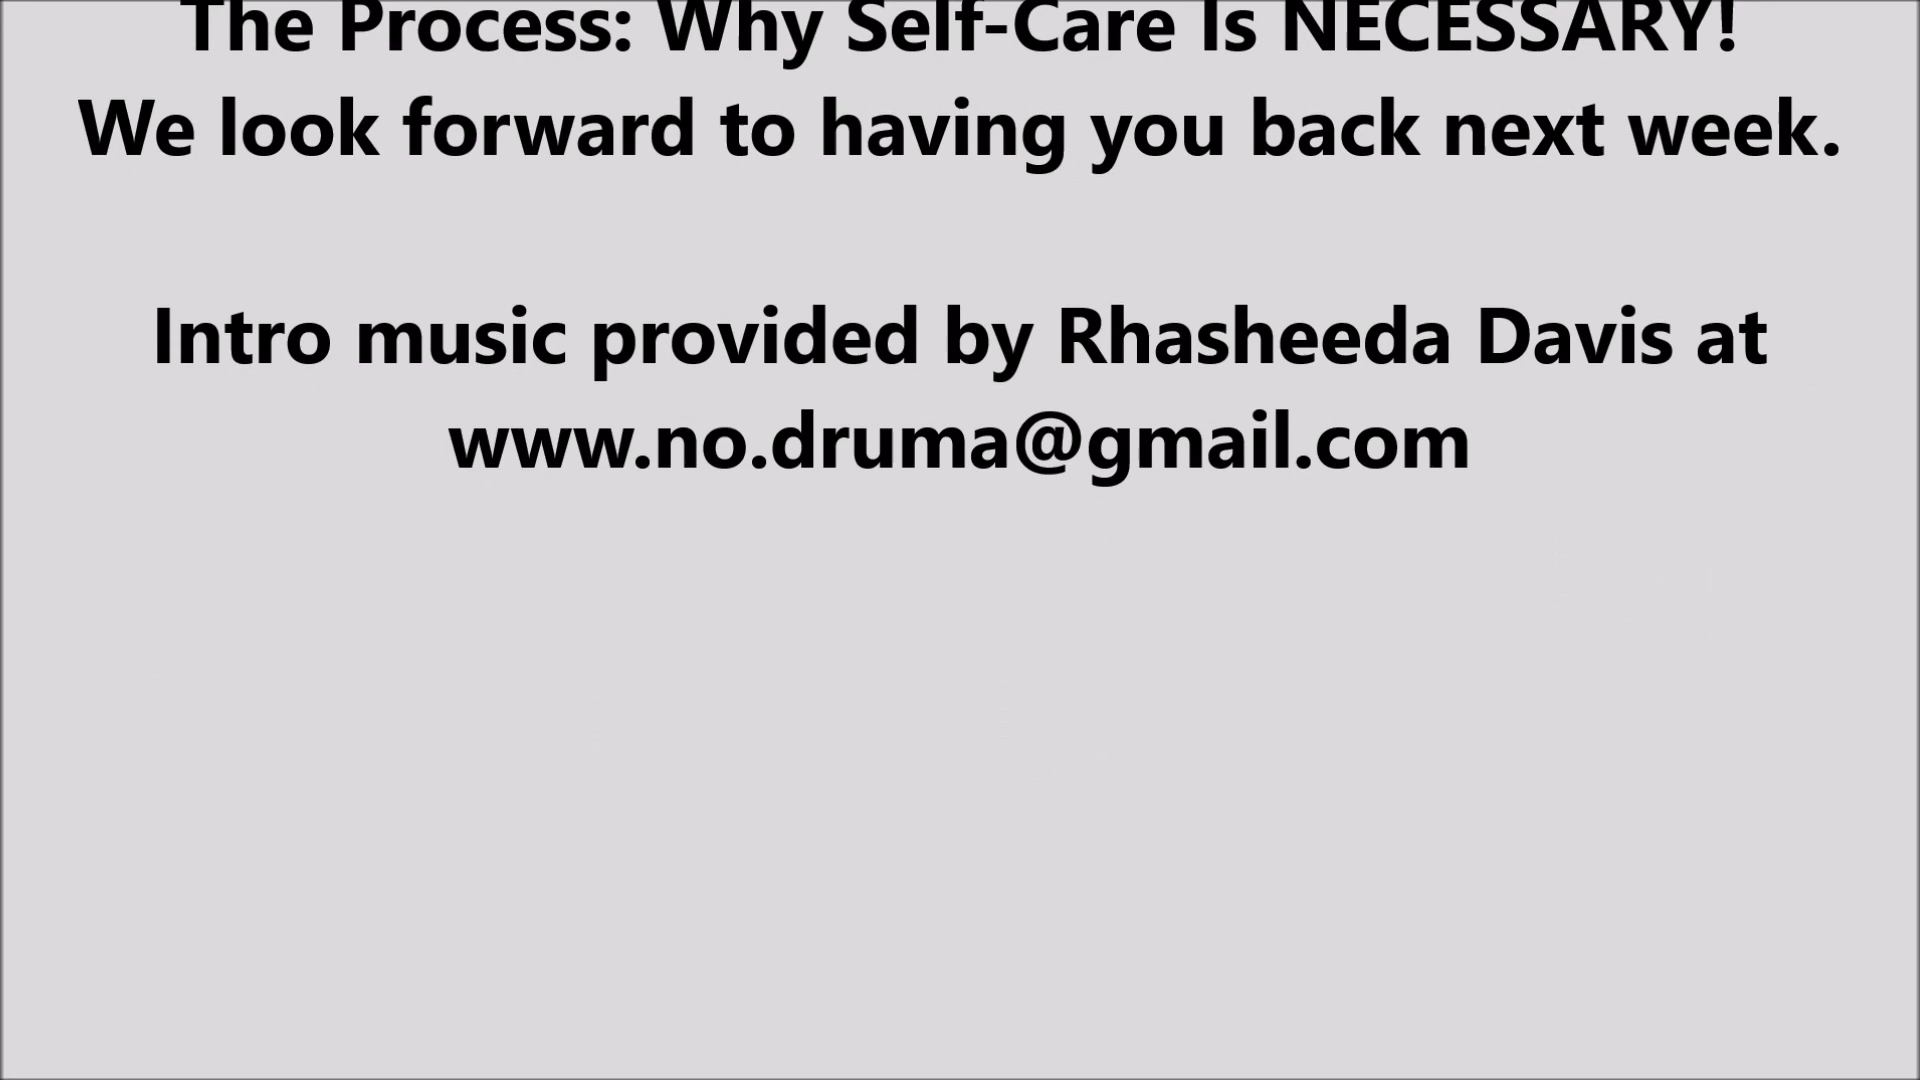 The Process: Why Self-Care Is NECESSARY!
We look forward to having you back next week.
Intro music provided by Rhasheeda Davis at
www.no.druma@gmail.com